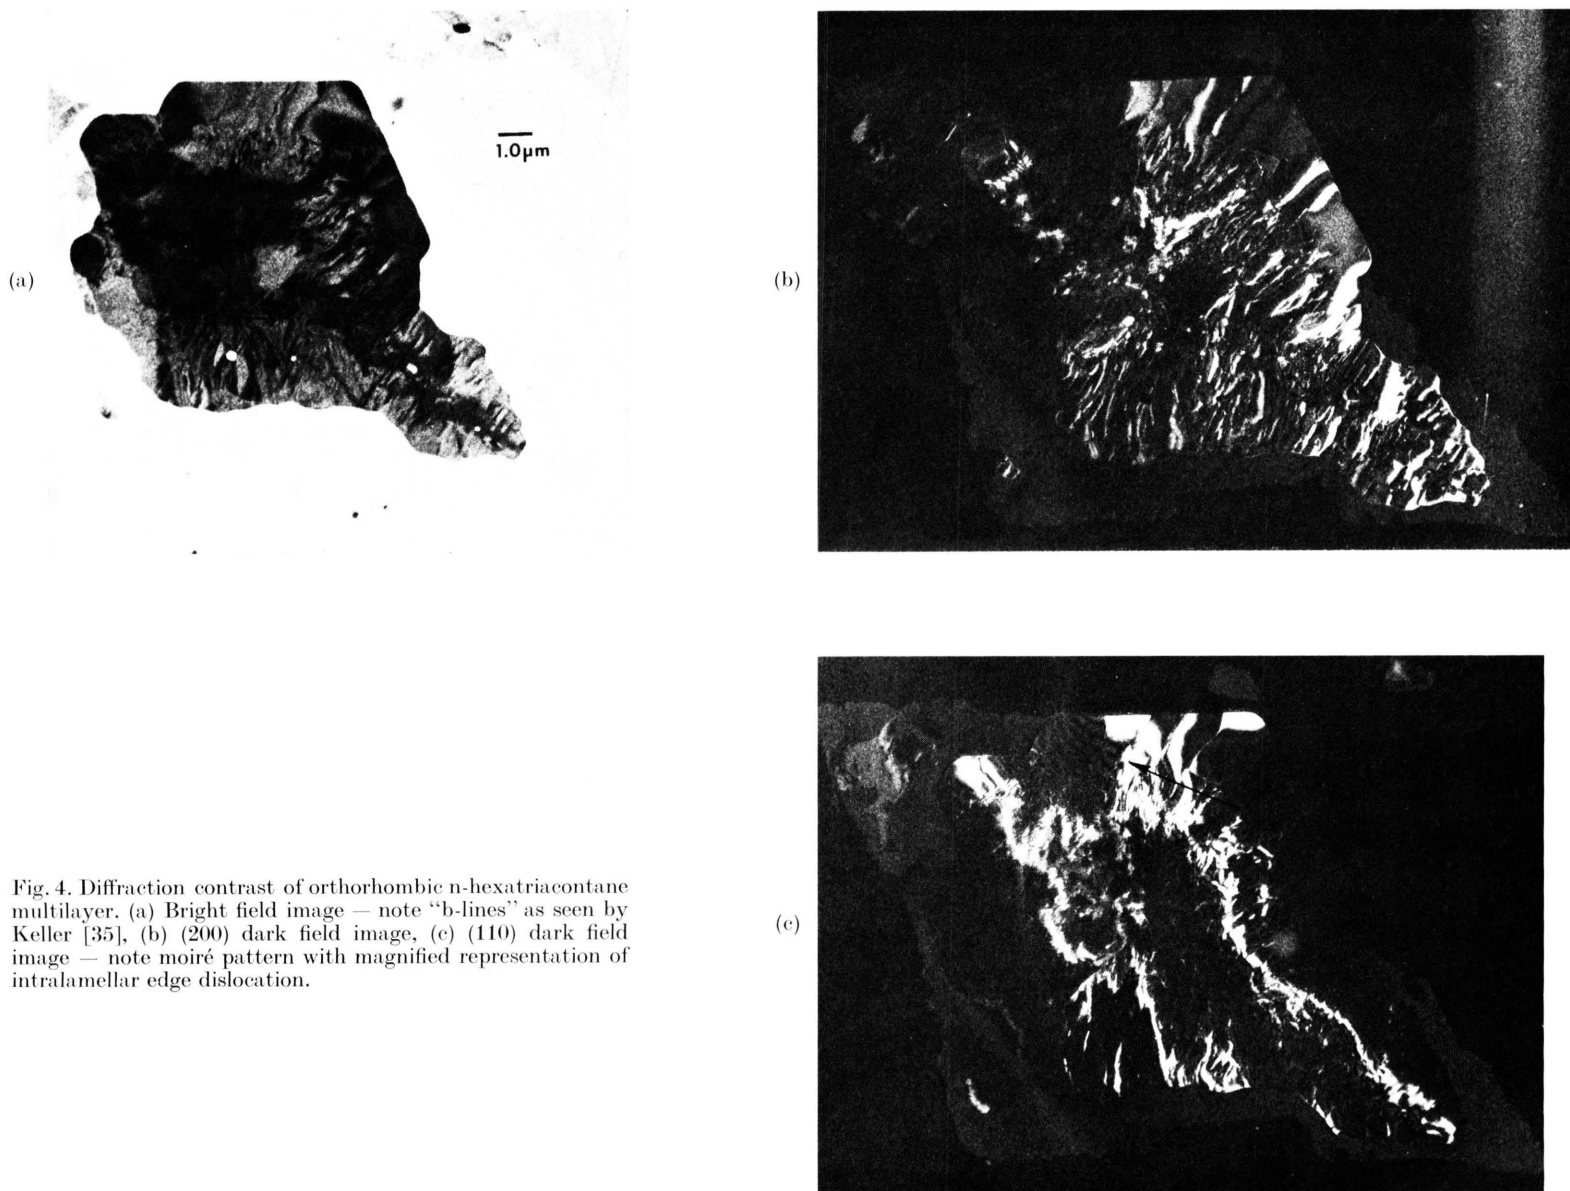 (a)
1.0µm
(b)
(c)
Fig. 4. Diffraction contrast of orthorhombic n-hexatriacontane
multilayer. (a) Bright field image — note “b-lines” as seen by
Keller [35], (b) (200) dark field image, (c) (110) dark field
image — note moiré pattern with magnified representation of
intralamellar edge dislocation.